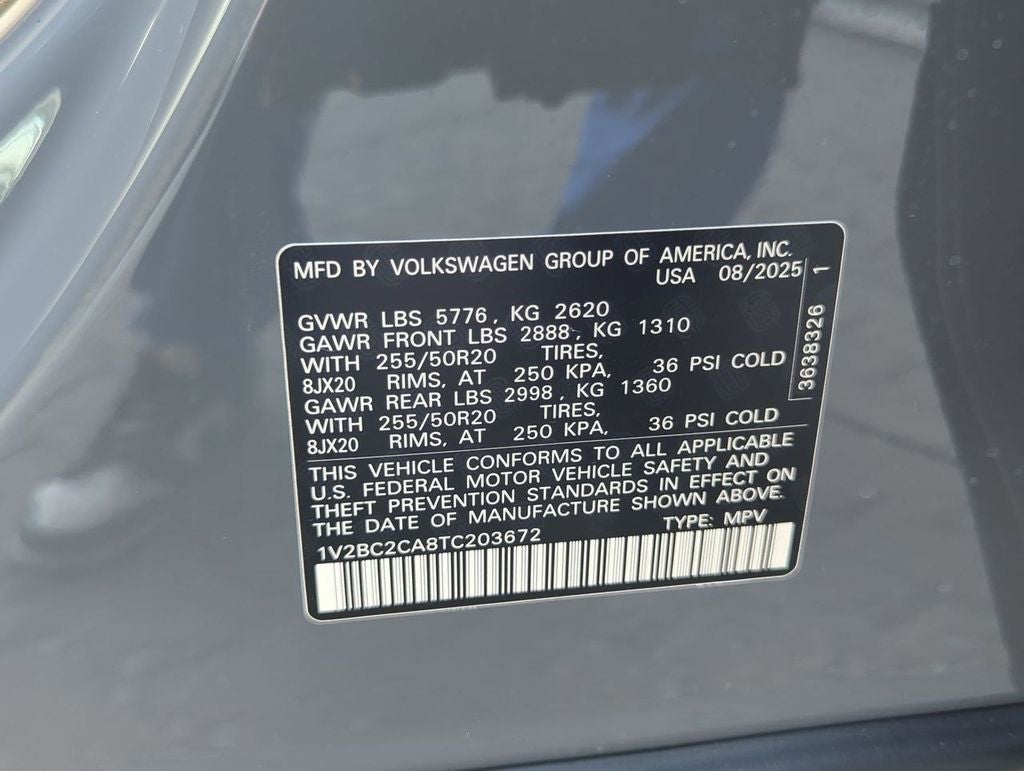 MFD BY VOLKSWAGEN GROUP OF AMERICA, INC.
USA 08/2025
GVWR LBS 5776, KG 2620
GAWR FRONT LBS 2888, KG 1310
WITH 255/50R20 TIRES,
8JX20 RIMS, AT 250 KPA, 36 PSI COLD
GAWR REAR LBS 2998, KG 1360
WITH 255/50R20 TIRES,
8JX20 RIMS, AT 250 KPA, 36 PSI COLD
THIS VEHICLE CONFORMS TO ALL APPLICABLE
U.S. FEDERAL MOTOR VEHICLE SAFETY AND
THEFT PREVENTION STANDARDS IN EFFECT ON
THE DATE OF MANUFACTURE SHOWN ABOVE.
TYPE: MPV
1V2BC2CA8TC203672
3638326 1